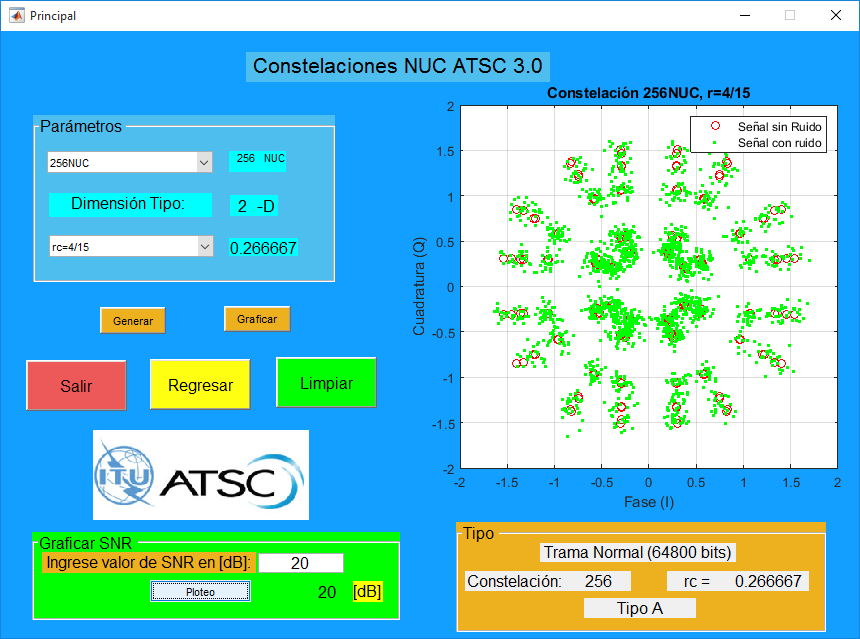 Principal
Constelaciones NUC ATSC 3.0
Parámetros
256NUC
256 NUC
Dimensión Tipo:
2 -D
rc=4/15
0.266667
Generar
Graficar
Salir
Regresar
Limpiar
ITU
ATSC
Graficar SNR
Ingrese valor de SNR en [dB]:
20
Ploteo
20
[dB]
Constelación 256NUC, r=4/15
Señal sin Ruido
Señal con ruido
Cuadratura (Q)
2
1.5
1
0.5
0
-0.5
-1
-1.5
-2
-2 -1.5 -1 -0.5 0 0.5 1 1.5 2
Fase (I)
Tipo
Trama Normal (64800 bits)
Constelación: 256
rc = 0.266667
Tipo A